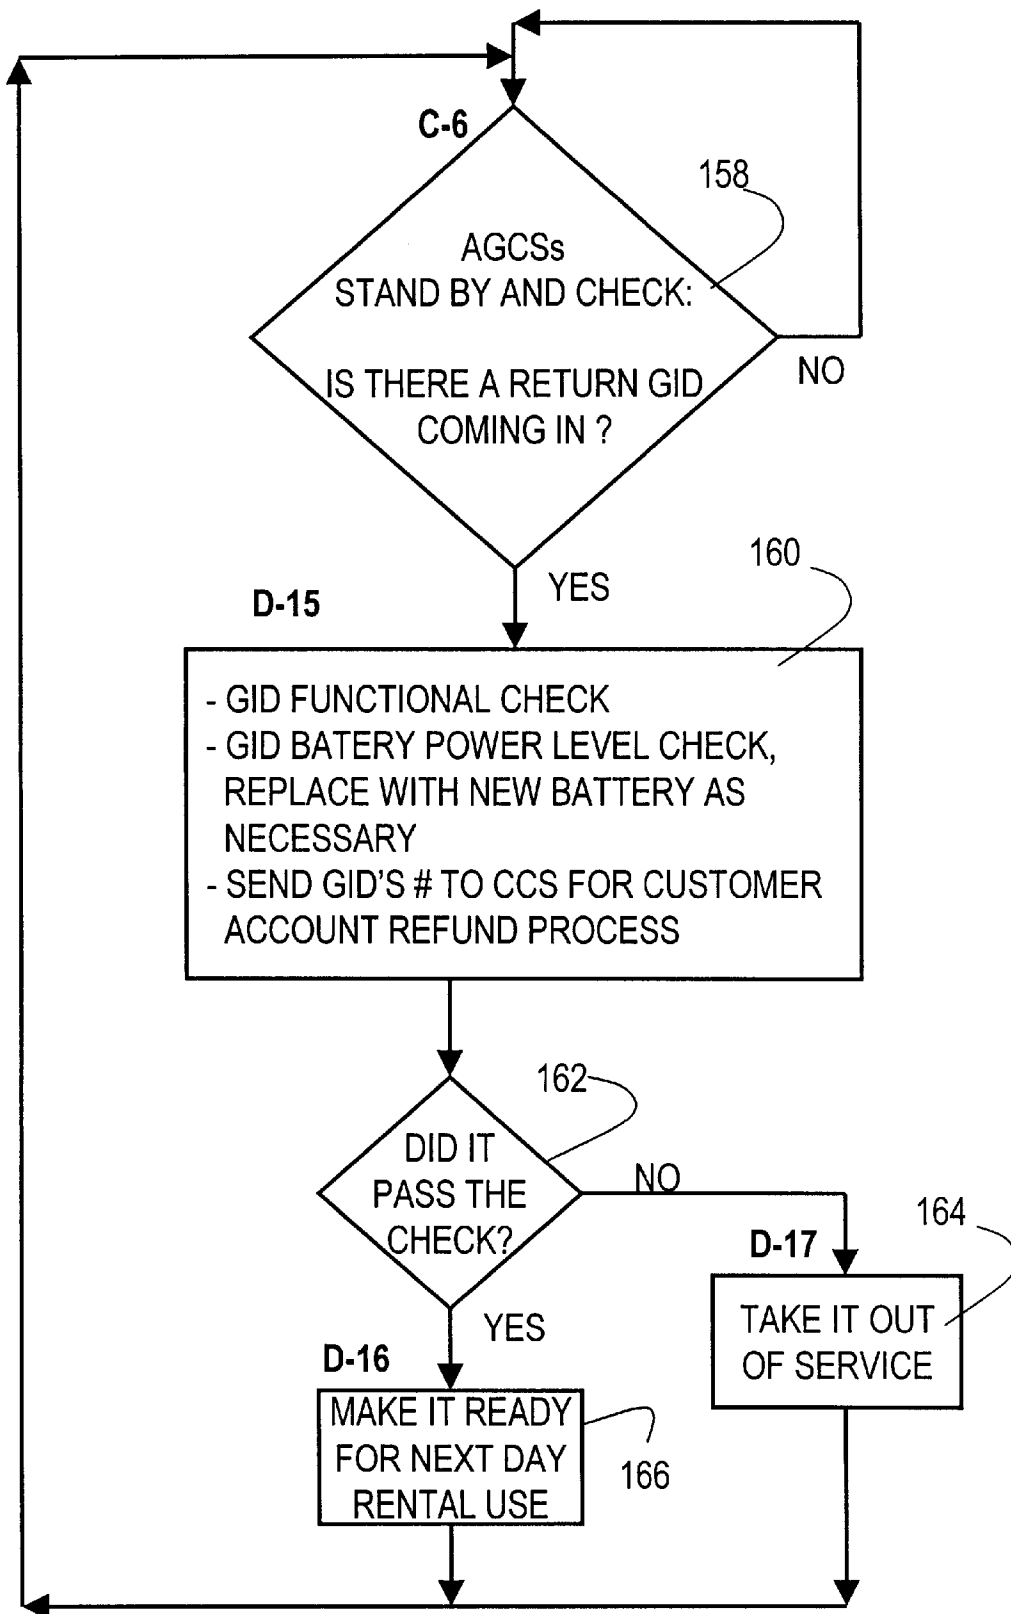 C-6
158
AGCSs
STAND BY AND CHECK:
IS THERE A RETURN GID
COMING IN ?
NO
YES
160
D-15
- GID FUNCTIONAL CHECK
- GID BATERY POWER LEVEL CHECK,
REPLACE WITH NEW BATTERY AS
NECESSARY
- SEND GID'S # TO CCS FOR CUSTOMER
ACCOUNT REFUND PROCESS
162
DID IT
PASS THE
CHECK?
NO
164
D-17
TAKE IT OUT
OF SERVICE
YES
D-16
MAKE IT READY
FOR NEXT DAY
RENTAL USE
166